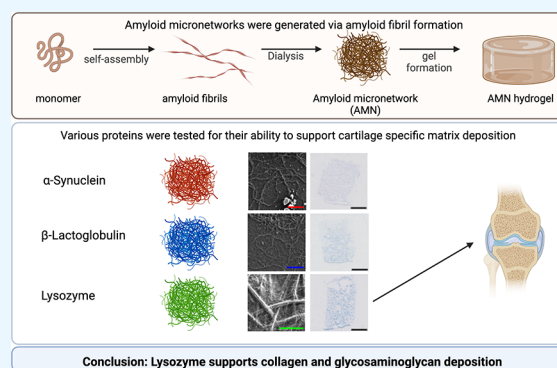 Amyloid micronetworks were generated via amyloid fibril formation
self-assembly
Dialysis
gel
formation
monomer
amyloid fibrils
Amyloid micronetwork
(AMN)
AMN hydrogel
Various proteins were tested for their ability to support cartilage specific matrix deposition
α-Synuclein
β-Lactoglobulin
Lysozyme
Conclusion: Lysozyme supports collagen and glycosaminoglycan deposition